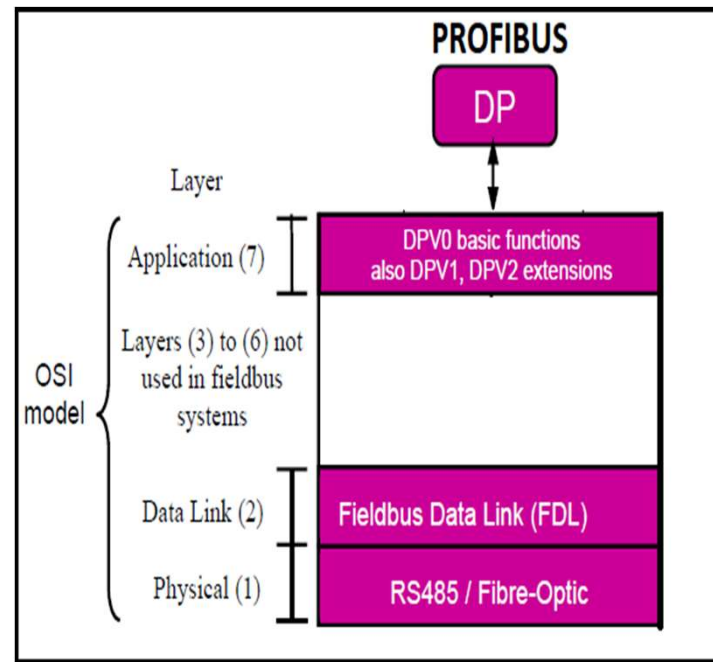 PROFIBUS
DP
Layer
Application (7)
DPV0 basic functions
also DPV1, DPV2 extensions
Layers (3) to (6) not
used in fieldbus
systems
OSI
model
Data Link (2)
Fieldbus Data Link (FDL)
Physical (1)
RS485 / Fibre-Optic